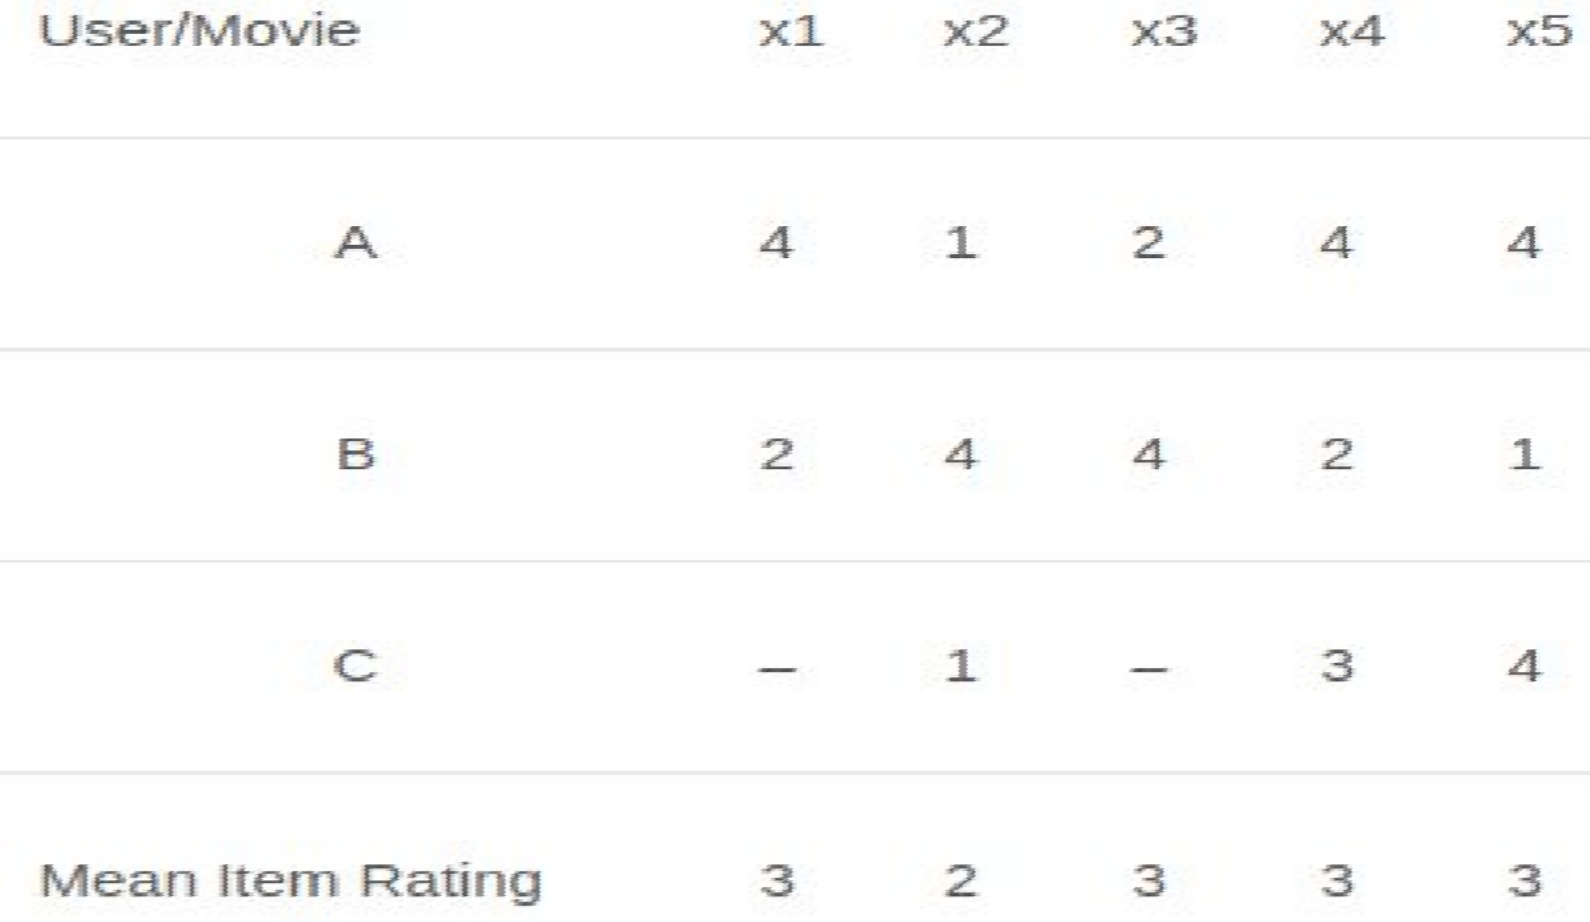 User/Movie x1 x2 x3 x4 x5
A 4 1 2 4 4
B 2 4 4 2 1
C – 1 – 3 4
Mean Item Rating 3 2 3 3 3